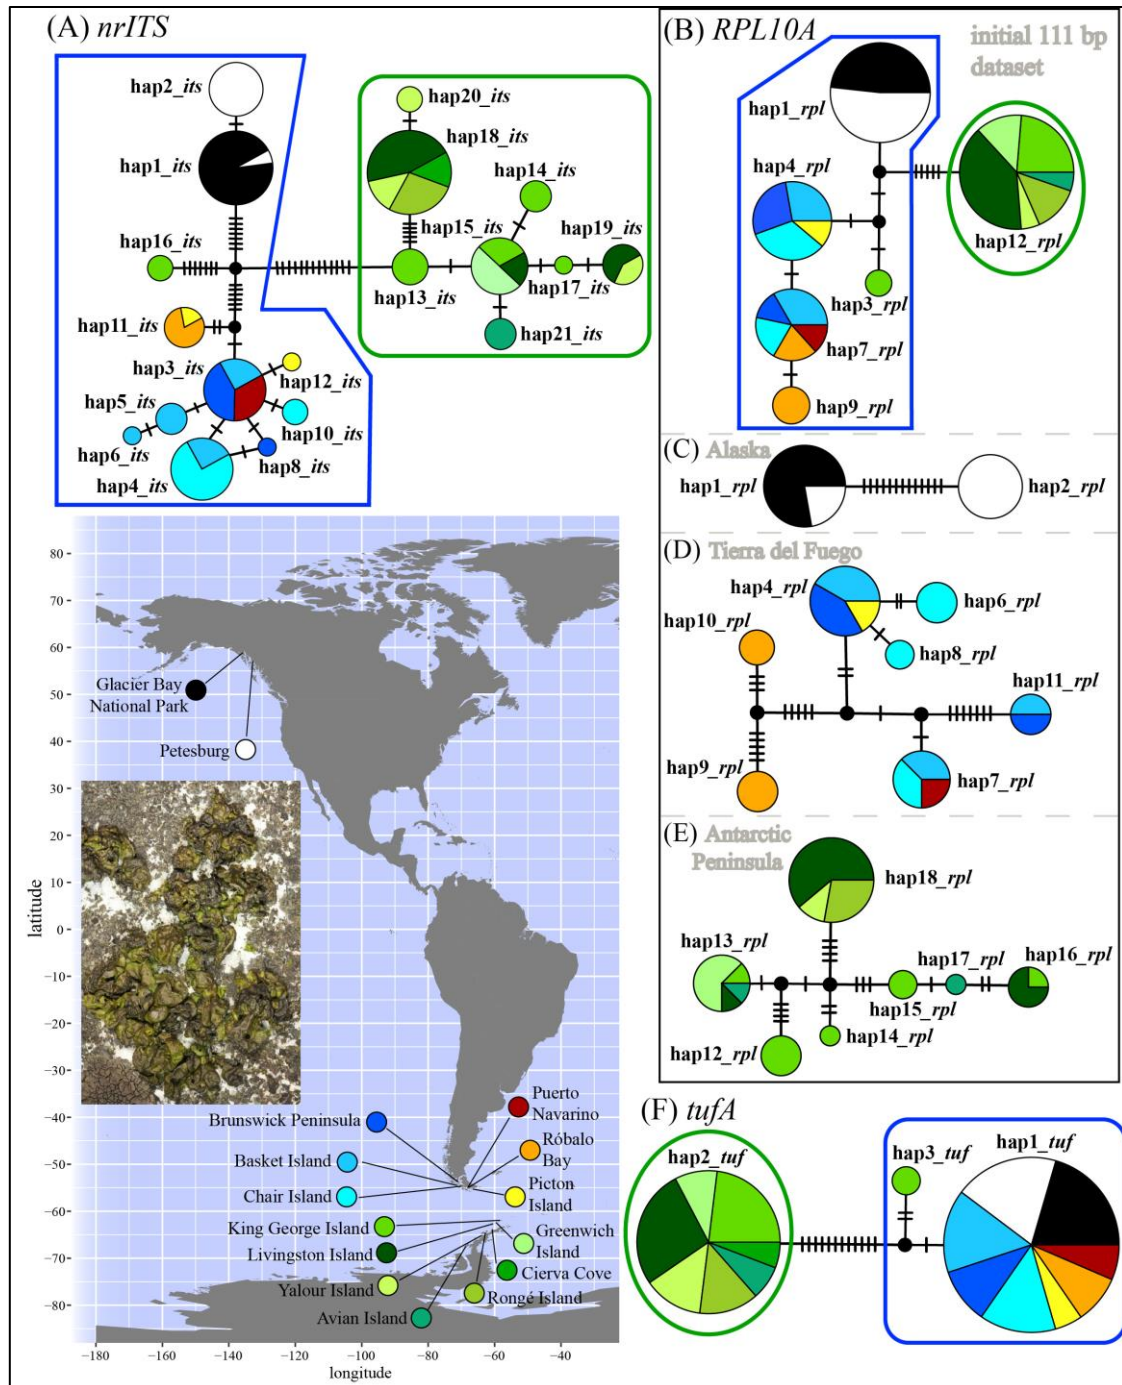 (A) nrITS
hap2_its
hap1_its
hap16_its
hap11_its
hap3_its
hap12_its
hap5_its
hap10_its
hap6_its
hap8_its
hap4_its
hap20_its
hap18_its
hap14_its
hap15_its
hap19_its
hap13_its
hap17_its
hap21_its
(B) RPL10A
initial 111 bp
dataset
hap1_rpl
hap4_rpl
hap12_rpl
hap3_rpl
hap7_rpl
hap9_rpl
(C) Alaska
hap1_rpl
hap2_rpl
(D) Tierra del Fuego
hap4_rpl
hap6_rpl
hap10_rpl
hap8_rpl
hap11_rpl
hap9_rpl
hap7_rpl
(E) Antarctic
Peninsula
hap18_rpl
hap13_rpl
hap17_rpl
hap16_rpl
hap15_rpl
hap14_rpl
hap12_rpl
(F) tufA
hap2_tuf
hap3_tuf
hap1_tuf
80
70
60
50
40
30
20
10
0
−10
−20
−30
−40
−50
−60
−70
−80
latitude
Glacier Bay
National Park
Petesburg
Brunswick Peninsula
Puerto
Navarino
Basket Island
Róbalo
Bay
Chair Island
Picton
Island
King George Island
Greenwich
Island
Livingston Island
Cierva Cove
Yalour Island
Rongé Island
Avian Island
−180 −160 −140 −120 −100 −80 −60 −40
longitude